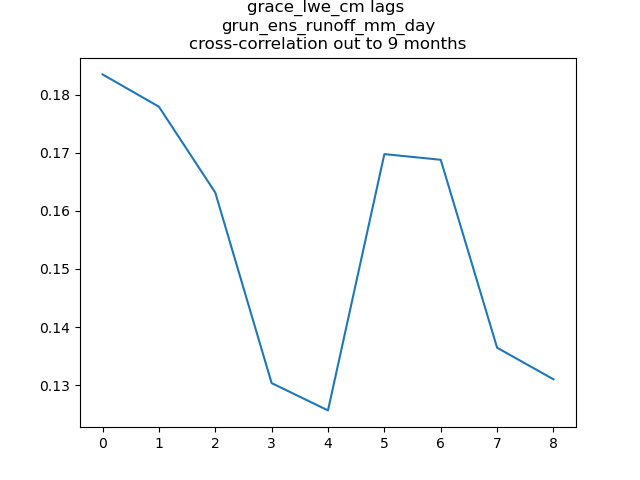 grace_lwe_cm lags
grun_ens_runoff_mm_day
cross-correlation out to 9 months
0.18
0.17
0.16
0.15
0.14
0.13
0 1 2 3 4 5 6 7 8